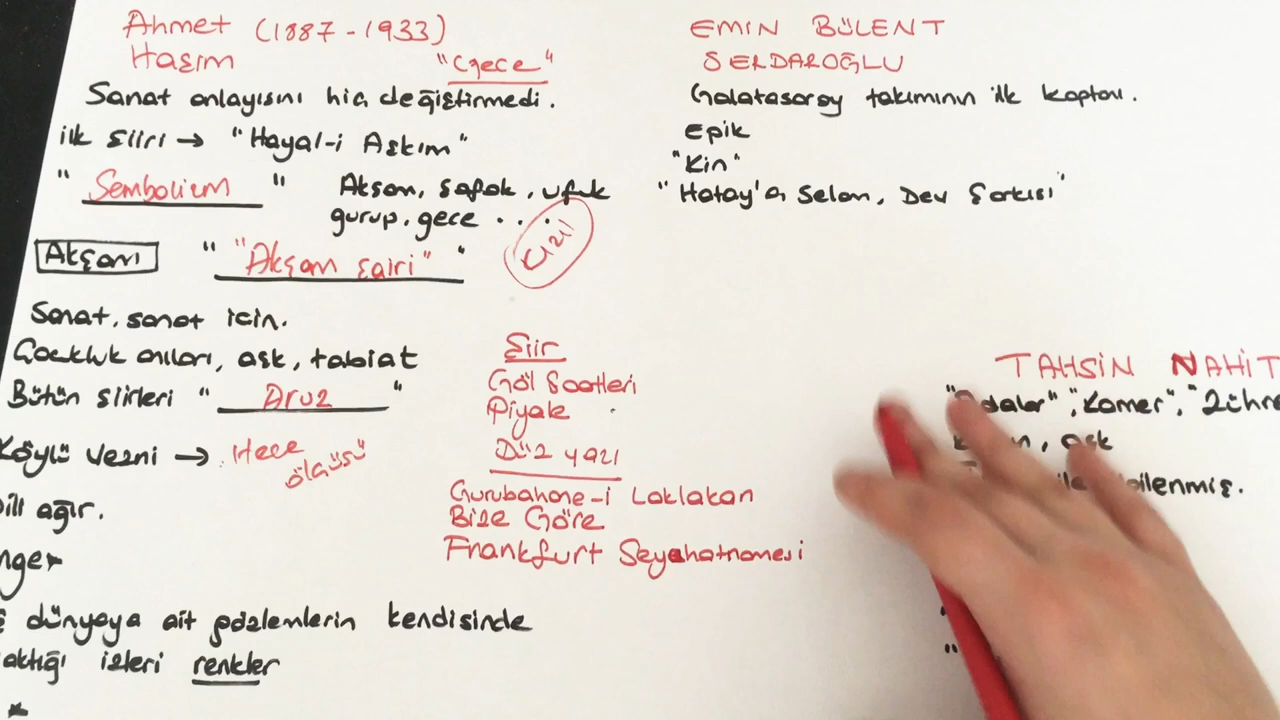 Ahmet (1887-1933)
Haşim "Gece"
Sanat anlayışını hiç değiştirmedi.
ilk şiiri → "Hayal-i Aşkım"
"Sembolizm" Akşam, şafak, ufuk
gurup, gece ...
Kızıl
Akşam " "Akşam şairi" "
Sanat, sanat için.
Çocukluk anıları, aşk, tabiat
Bütün şiirleri " Aruz "
Köylü Vezni → Hece
ölçüsü
ağır.
dünyaya ait gözlemlerin kendisinde
izleri renkler
Şiir
Göl Saatleri
Piyale
Düz yazı
Gurubahane-i Laklakan
Bize Göre
Frankfurt Seyahatnamesi
EMİN BÜLENT
SERDAROĞLU
Galatasaray takımının ilk kaptanı.
Epik
"Kin"
"Hatay'a Selam, Dev Şarkısı"
TAHSİN NAHİT
"Kamer",
aşk